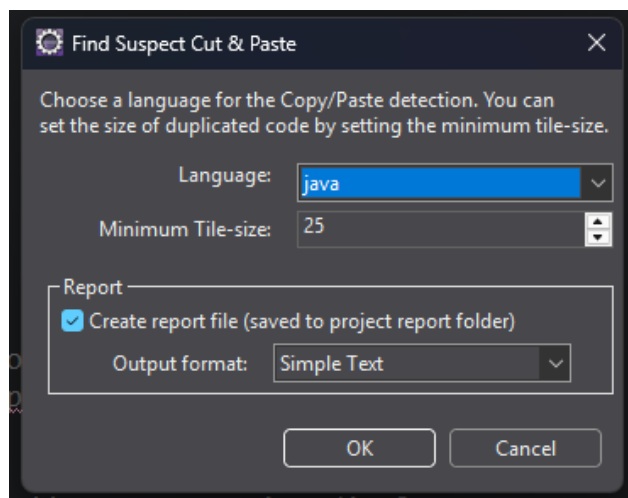 Find Suspect Cut & Paste
Choose a language for the Copy/Paste detection. You can
set the size of duplicated code by setting the minimum tile-size.
Language: java
Minimum Tile-size: 25
Report
Create report file (saved to project report folder)
Output format: Simple Text
OK Cancel